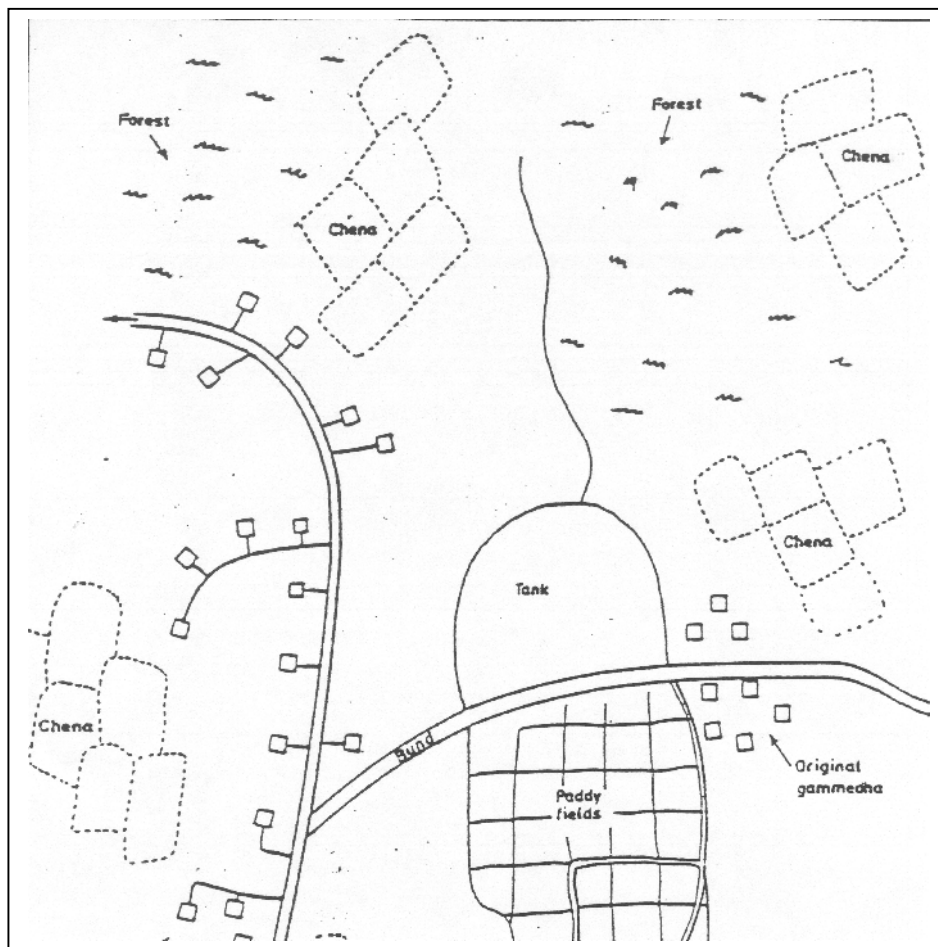 Forest
Forest
Chena
Chena
Chena
Tank
Chena
Bund
Paddy
fields
Original
gammedha